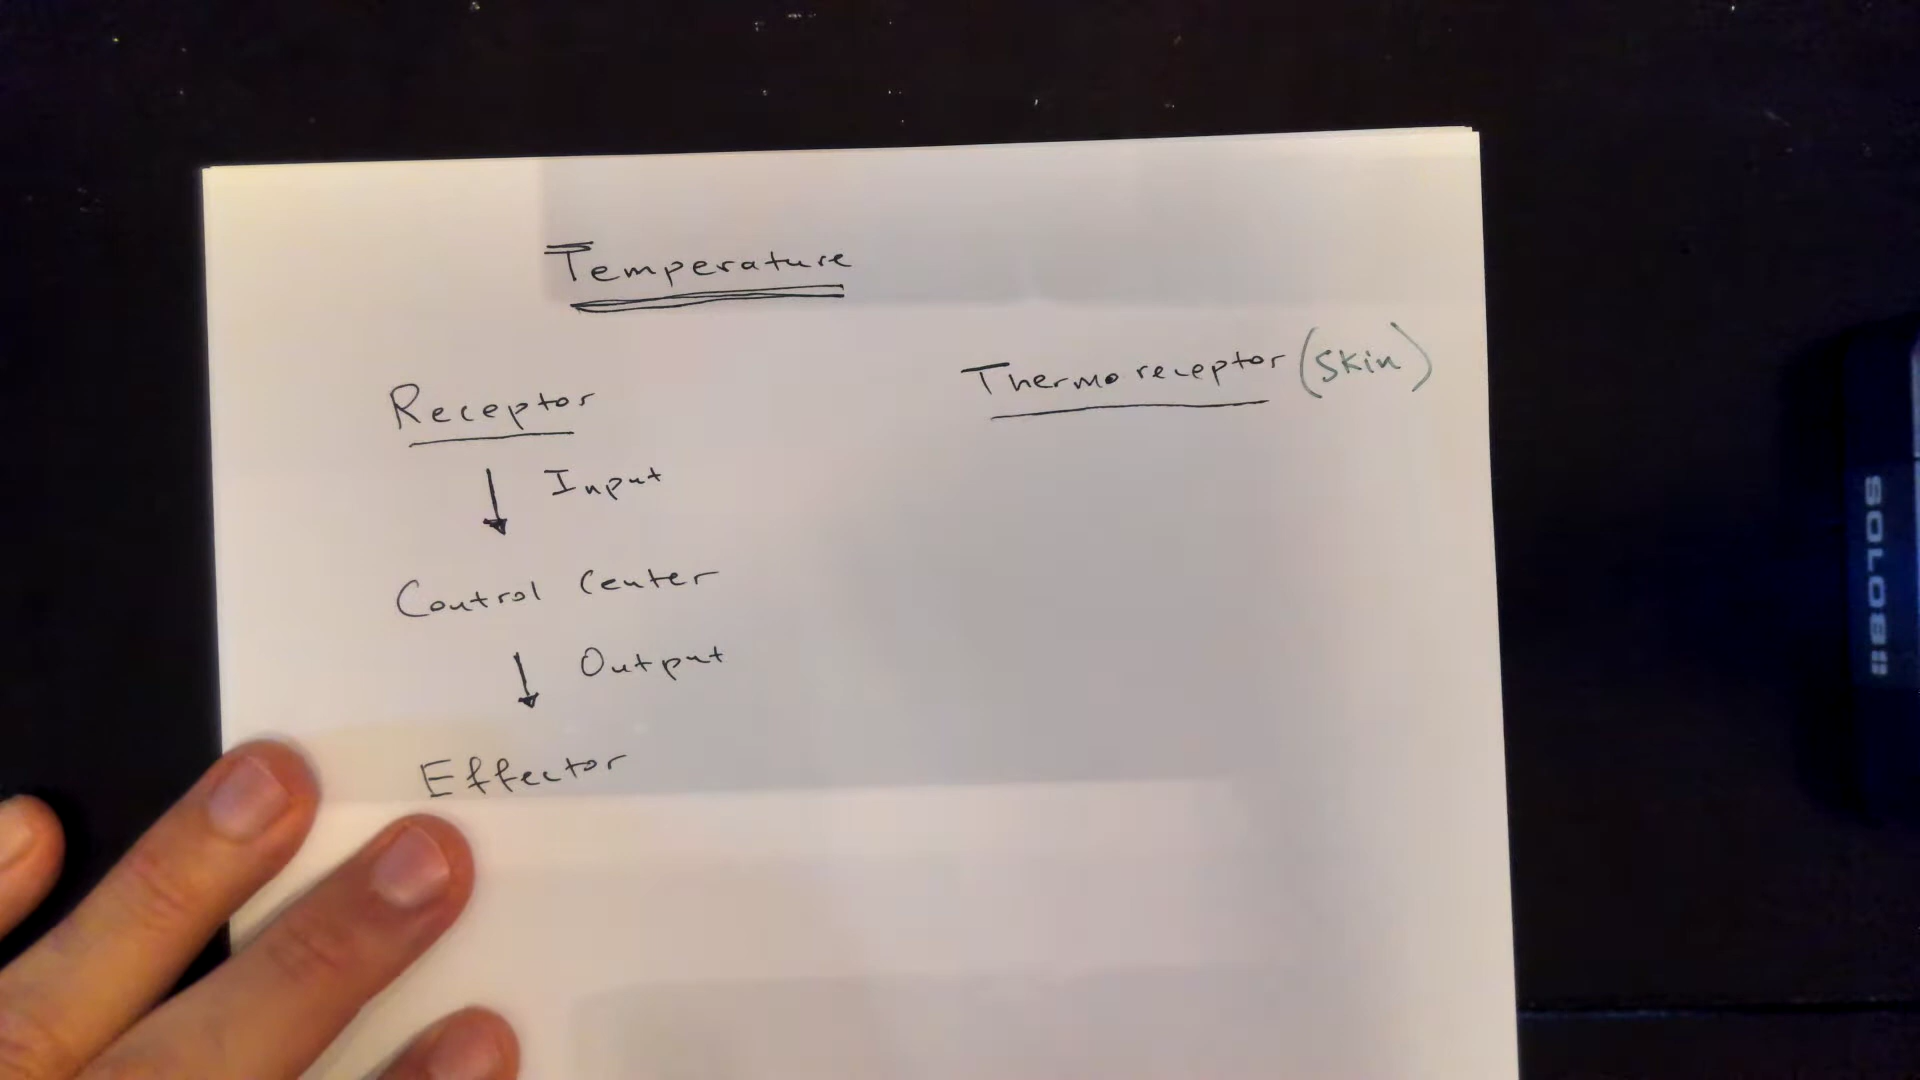 Temperature
Receptor
Thermoreceptor (Skin)
Input
Control Center
Output
Effector
SOLO8